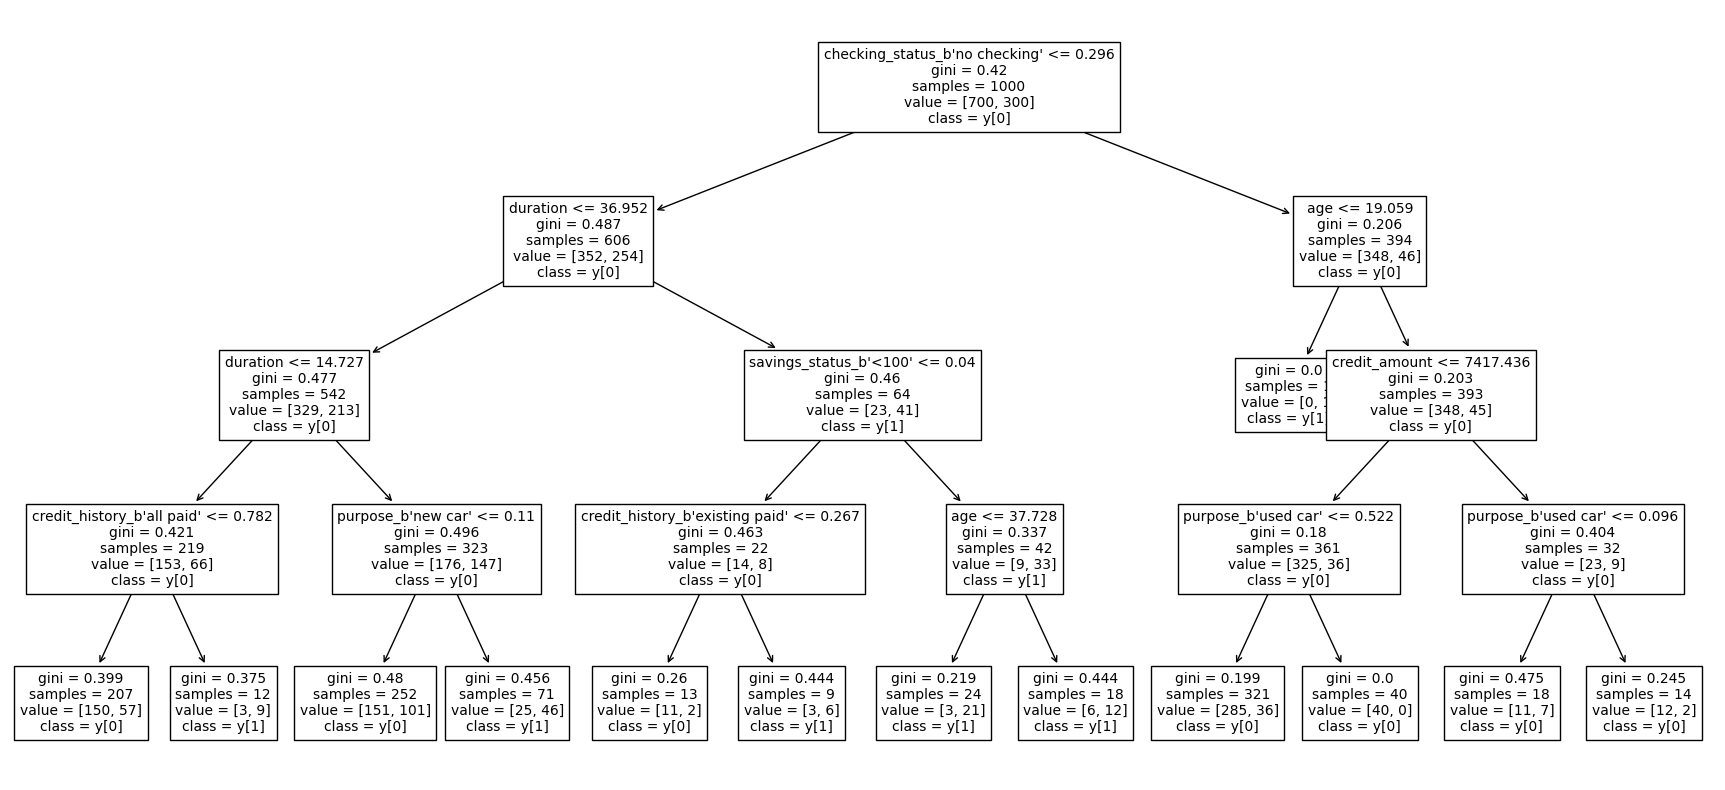 checking_status_b'no checking' <= 0.296
gini = 0.42
samples = 1000
value = [700, 300]
class = y[0]
duration <= 36.952
gini = 0.487
samples = 606
value = [352, 254]
class = y[0]
age <= 19.059
gini = 0.206
samples = 394
value = [348, 46]
class = y[0]
duration <= 14.727
gini = 0.477
samples = 542
value = [329, 213]
class = y[0]
savings_status_b'<100' <= 0.04
gini = 0.46
samples = 64
value = [23, 41]
class = y[1]
gini = 0.0
samples =
value = [0,
class = y[1
credit_amount <= 7417.436
gini = 0.203
samples = 393
value = [348, 45]
class = y[0]
credit_history_b'all paid' <= 0.782
gini = 0.421
samples = 219
value = [153, 66]
class = y[0]
purpose_b'new car' <= 0.11
gini = 0.496
samples = 323
value = [176, 147]
class = y[0]
credit_history_b'existing paid' <= 0.267
gini = 0.463
samples = 22
value = [14, 8]
class = y[0]
age <= 37.728
gini = 0.337
samples = 42
value = [9, 33]
class = y[1]
purpose_b'used car' <= 0.522
gini = 0.18
samples = 361
value = [325, 36]
class = y[0]
purpose_b'used car' <= 0.096
gini = 0.404
samples = 32
value = [23, 9]
class = y[0]
gini = 0.399
samples = 207
value = [150, 57]
class = y[0]
gini = 0.375
samples = 12
value = [3, 9]
class = y[1]
gini = 0.48
samples = 252
value = [151, 101]
class = y[0]
gini = 0.456
samples = 71
value = [25, 46]
class = y[1]
gini = 0.26
samples = 13
value = [11, 2]
class = y[0]
gini = 0.444
samples = 9
value = [3, 6]
class = y[1]
gini = 0.219
samples = 24
value = [3, 21]
class = y[1]
gini = 0.444
samples = 18
value = [6, 12]
class = y[1]
gini = 0.199
samples = 321
value = [285, 36]
class = y[0]
gini = 0.0
samples = 40
value = [40, 0]
class = y[0]
gini = 0.475
samples = 18
value = [11, 7]
class = y[0]
gini = 0.245
samples = 14
value = [12, 2]
class = y[0]